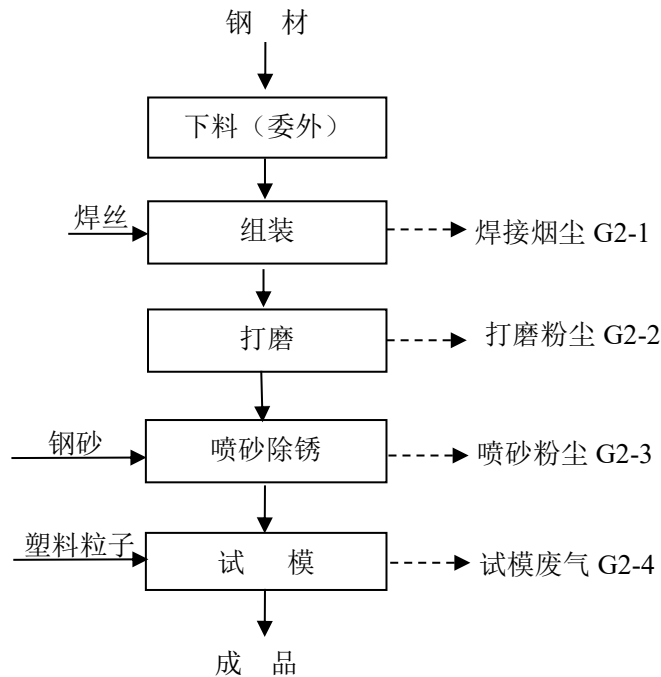 钢 材
下料（委外）
焊丝
组装
焊接烟尘 G2-1
打磨
打磨粉尘 G2-2
钢砂
喷砂除锈
喷砂粉尘 G2-3
塑料粒子
试 模
试模废气 G2-4
成 品